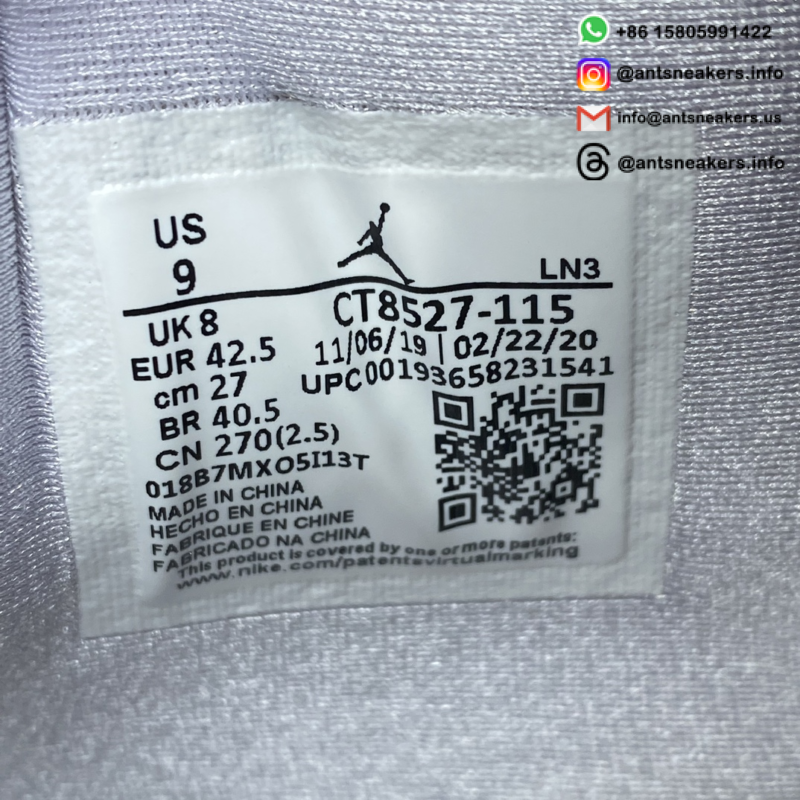 +86 15805991422
@antsneakers.info
info@antsneakers.us
@antsneakers.info
US
9
LN3
UK 8
CT8527-115
EUR 42.5
11/06/19 | 02/22/20
cm 27
UPC00193658231541
BR 40.5
CN 270(2.5)
018B7MXO5I13T
MADE IN CHINA
HECHO EN CHINA
FABRIQUE EN CHINE
FABRICADO NA CHINA
This product is covered by one or more patents:
www.nike.com/patentsvirtualmarking